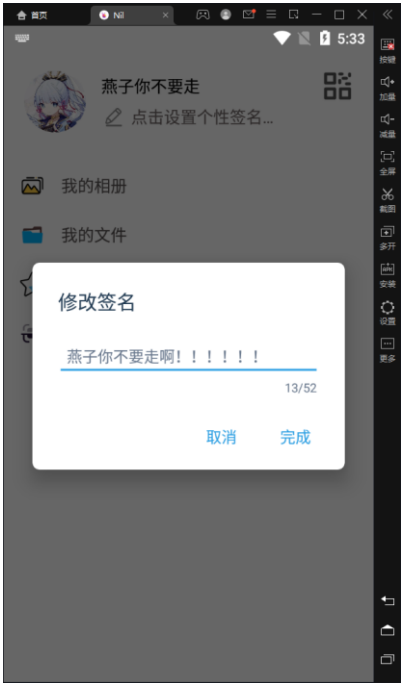 首页
Nil
5:33
按键
加量
减量
全屏
截图
多开
安装
设置
更多
燕子你不要走
点击设置个性签名...
我的相册
我的文件
修改签名
燕子你不要走啊！！！！！！
13/52
取消
完成